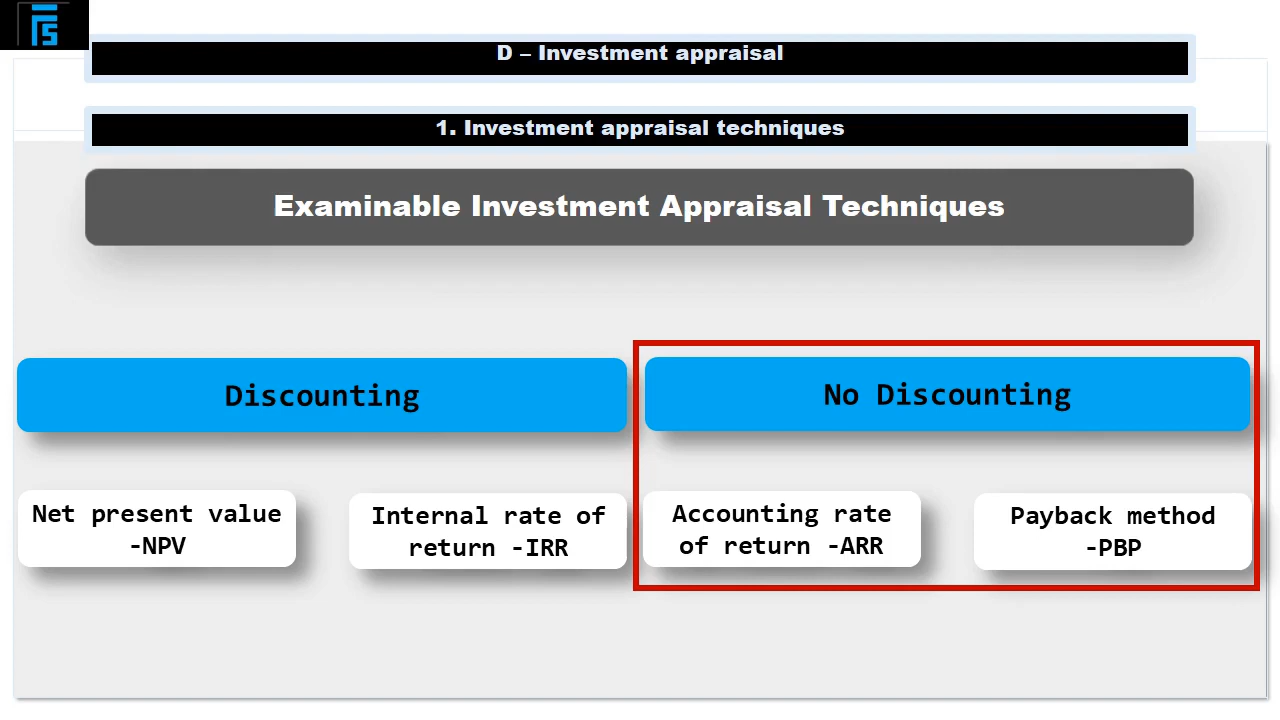 D – Investment appraisal
1. Investment appraisal techniques
Examinable Investment Appraisal Techniques
Discounting
No Discounting
Net present value
-NPV
Internal rate of
return -IRR
Accounting rate
of return -ARR
Payback method
-PBP